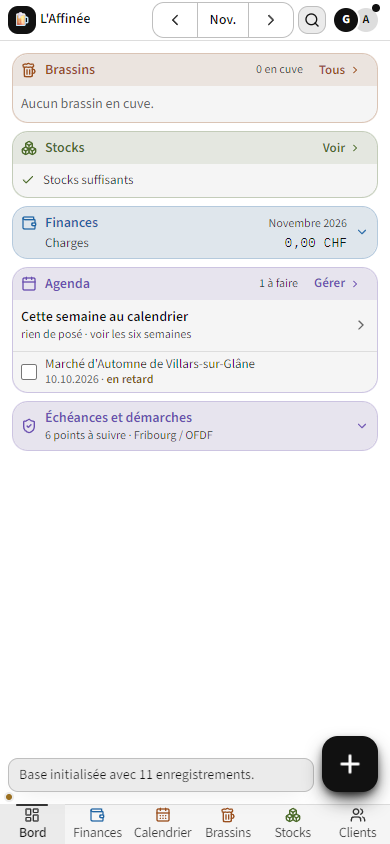 L'Affinée
Nov.
G
A
Brassins
0 en cuve
Tous
Aucun brassin en cuve.
Stocks
Voir
Stocks suffisants
Finances
Novembre 2026
Charges
0,00 CHF
Agenda
1 à faire
Gérer
Cette semaine au calendrier
rien de posé · voir les six semaines
Marché d'Automne de Villars-sur-Glâne
10.10.2026 · en retard
Échéances et démarches
6 points à suivre · Fribourg / OFDF
Base initialisée avec 11 enregistrements.
Bord
Finances
Calendrier
Brassins
Stocks
Clients